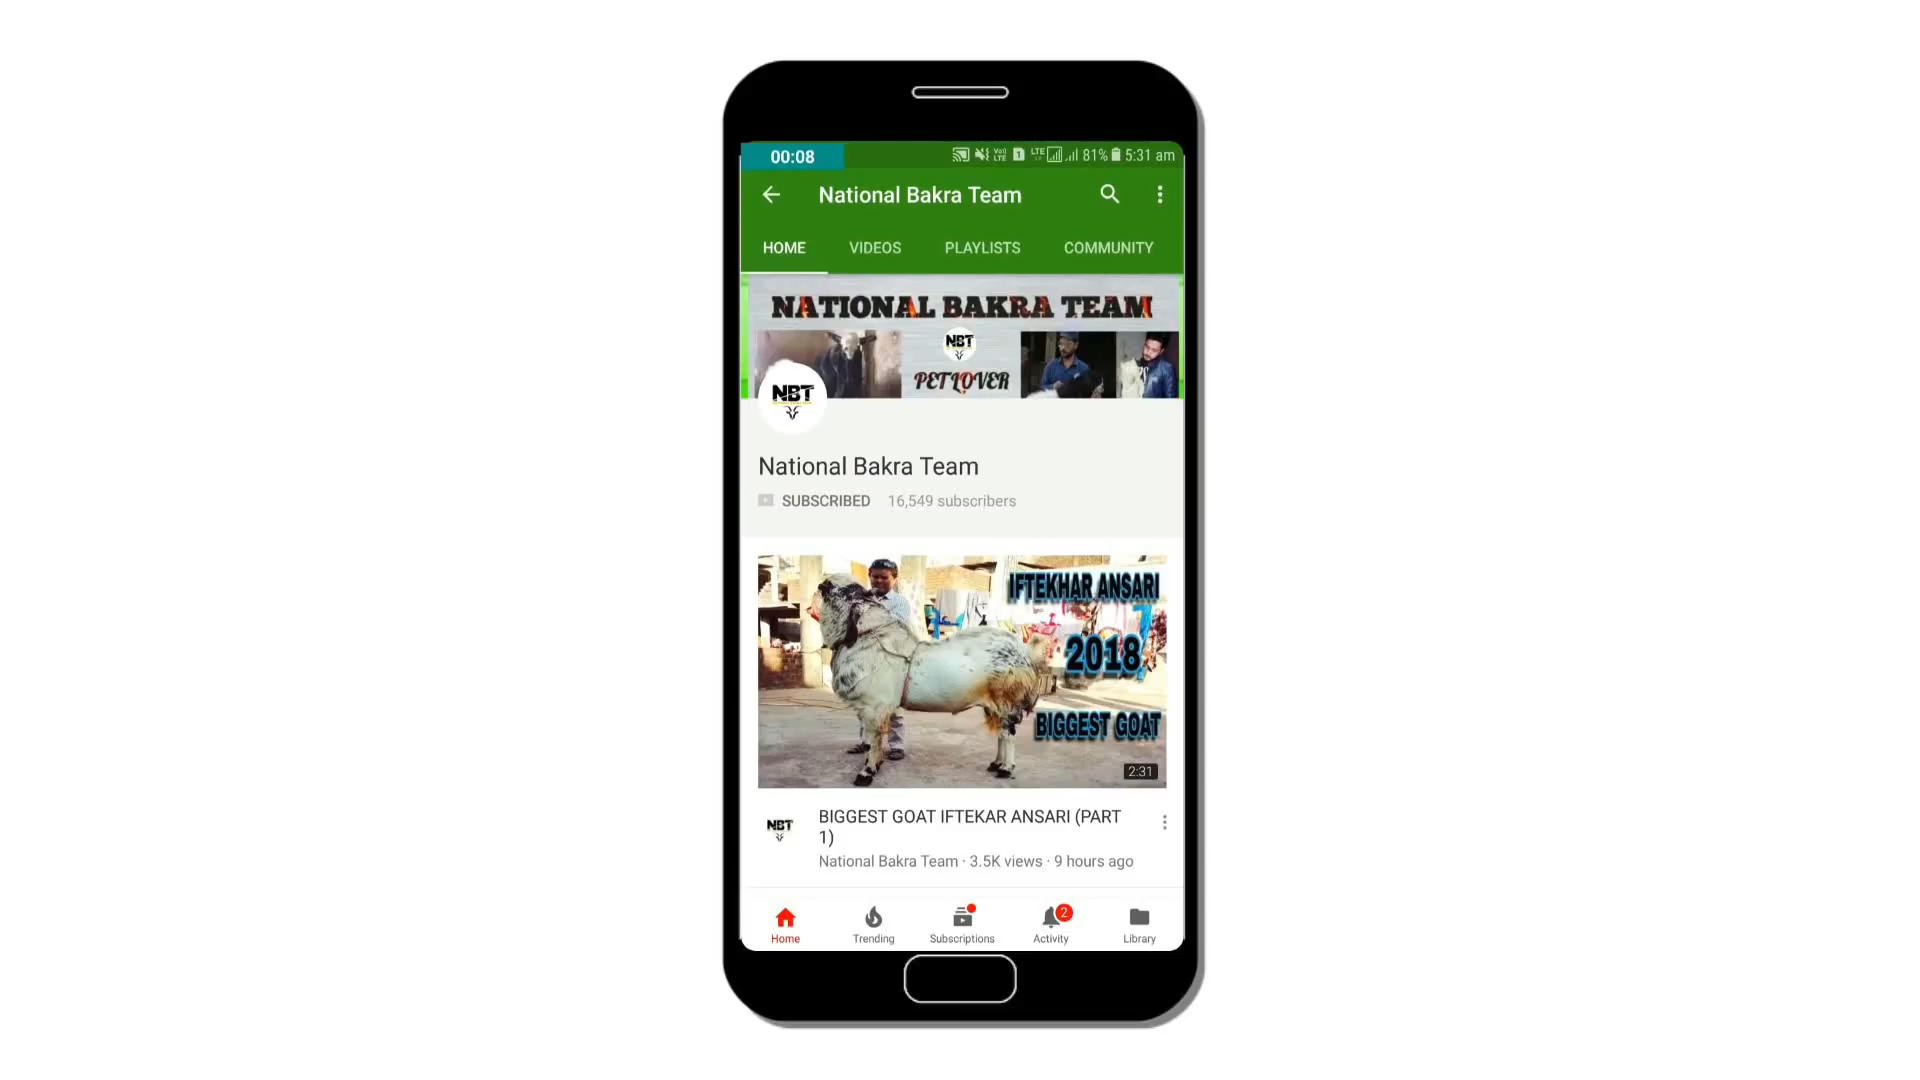 00:08
LTE
81%
5:31 am
National Bakra Team
HOME
VIDEOS
PLAYLISTS
COMMUNITY
NATIONAL BAKRA TEAM
NBT
PET LOVER
NBT
National Bakra Team
SUBSCRIBED
16,549 subscribers
IFTEKHAR ANSARI
2018
BIGGEST GOAT
2:31
NBT
BIGGEST GOAT IFTEKAR ANSARI (PART
1)
National Bakra Team · 3.5K views · 9 hours ago
2
Home
Trending
Subscriptions
Activity
Library